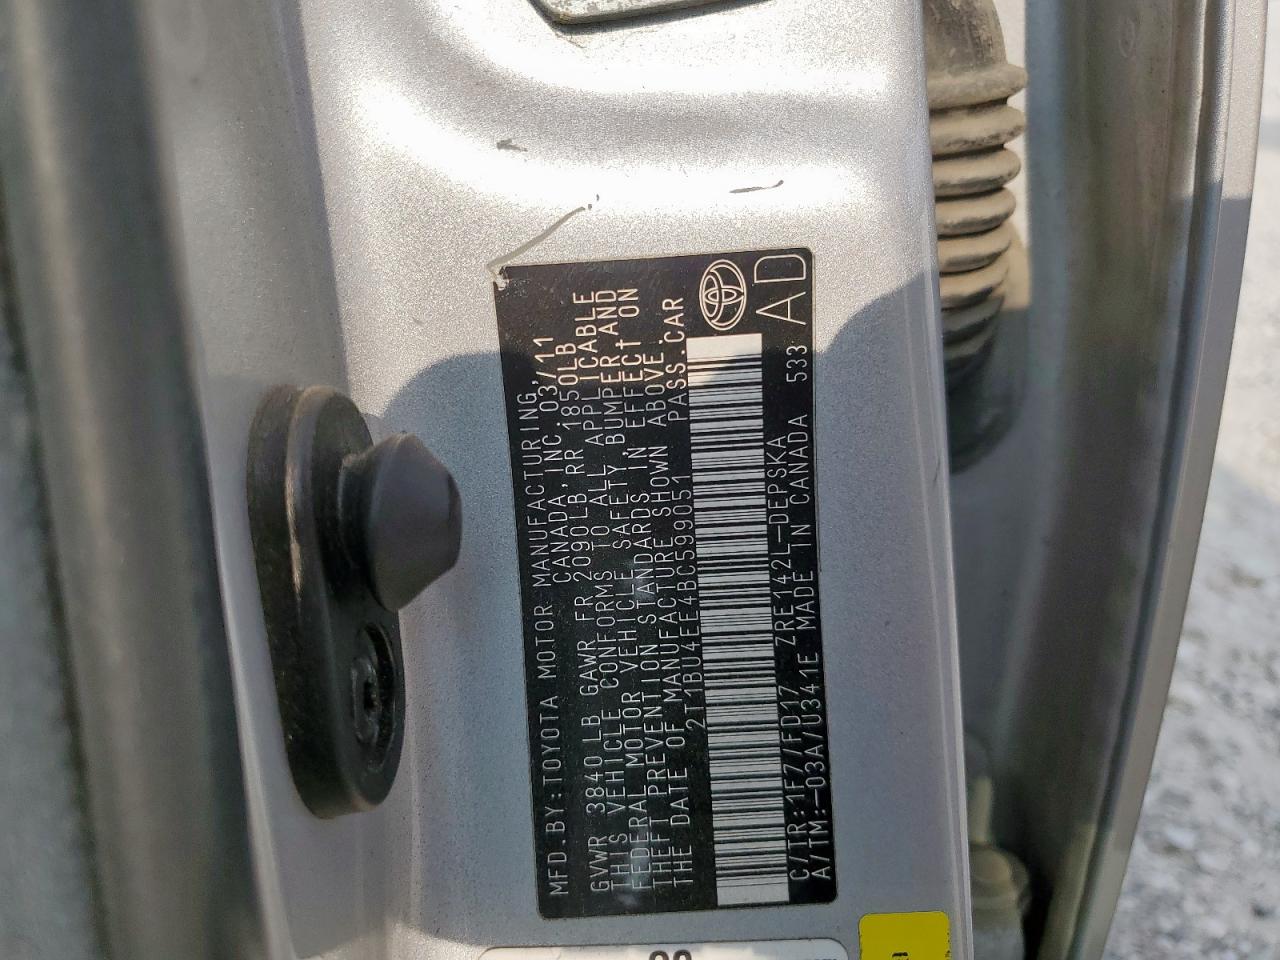 MFD.BY:TOYOTA MOTOR MANUFACTURING,
CANADA,INC. 03/11
GVWR 3840LB GAWR FR 2090LB,RR 1850LB
THIS VEHICLE CONFORMS TO ALL APPLICABLE
FEDERAL MOTOR VEHICLE SAFETY, BUMPER AND
THEFT PREVENTION STANDARDS IN EFFECT ON
THE DATE OF MANUFACTURE SHOWN ABOVE.
2T1BU4EE4BC599051 PASS.CAR
C/TR:1F7/FD17 ZRE142L-DEPSKA
A/TM:-03A/U341E MADE IN CANADA 533
AD